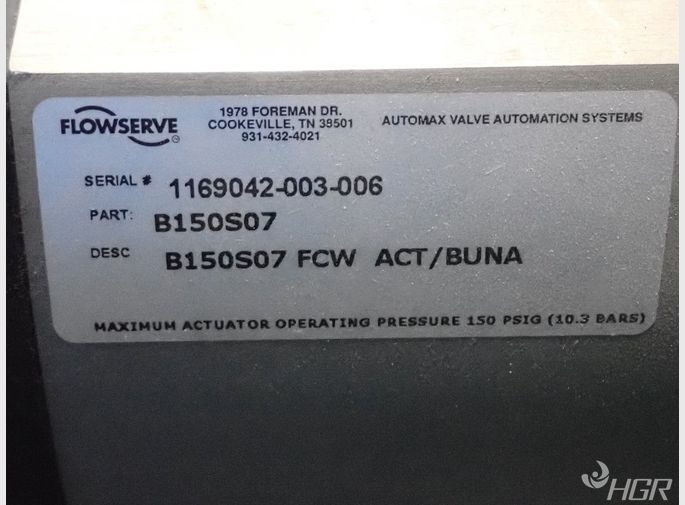 FLOWSERVE
1978 FOREMAN DR.
COOKEVILLE, TN 38501
931-432-4021
AUTOMAX VALVE AUTOMATION SYSTEMS
SERIAL # 1169042-003-006
PART: B150S07
DESC B150S07 FCW ACT/BUNA
MAXIMUM ACTUATOR OPERATING PRESSURE 150 PSIG (10.3 BARS)
HGR